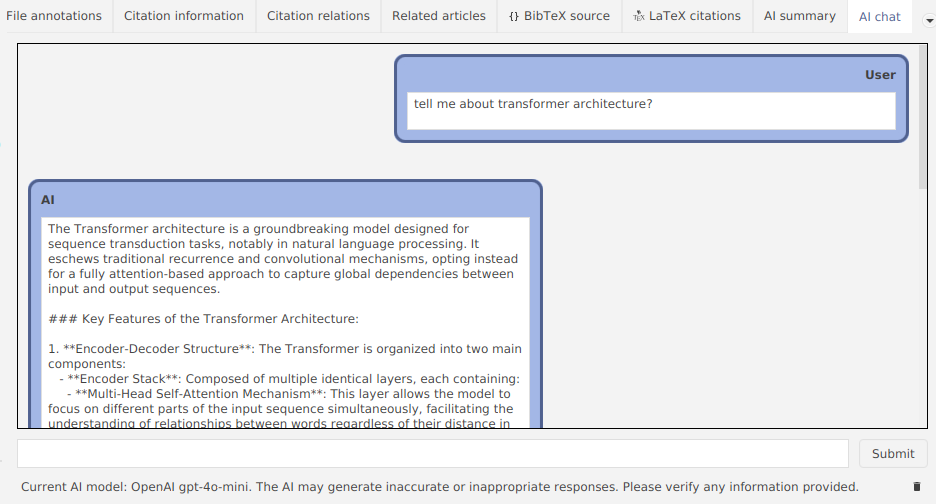 File annotations Citation information Citation relations Related articles {} BibTeX source LaTeX citations AI summary AI chat
User
tell me about transformer architecture?
AI
The Transformer architecture is a groundbreaking model designed for
sequence transduction tasks, notably in natural language processing. It
eschews traditional recurrence and convolutional mechanisms, opting instead
for a fully attention-based approach to capture global dependencies between
input and output sequences.
### Key Features of the Transformer Architecture:
1. **Encoder-Decoder Structure**: The Transformer is organized into two main
components:
- **Encoder Stack**: Composed of multiple identical layers, each containing:
- **Multi-Head Self-Attention Mechanism**: This layer allows the model to
focus on different parts of the input sequence simultaneously, facilitating the
understanding of relationships between words regardless of their distance in
Submit
Current AI model: OpenAI gpt-4o-mini. The AI may generate inaccurate or inappropriate responses. Please verify any information provided.